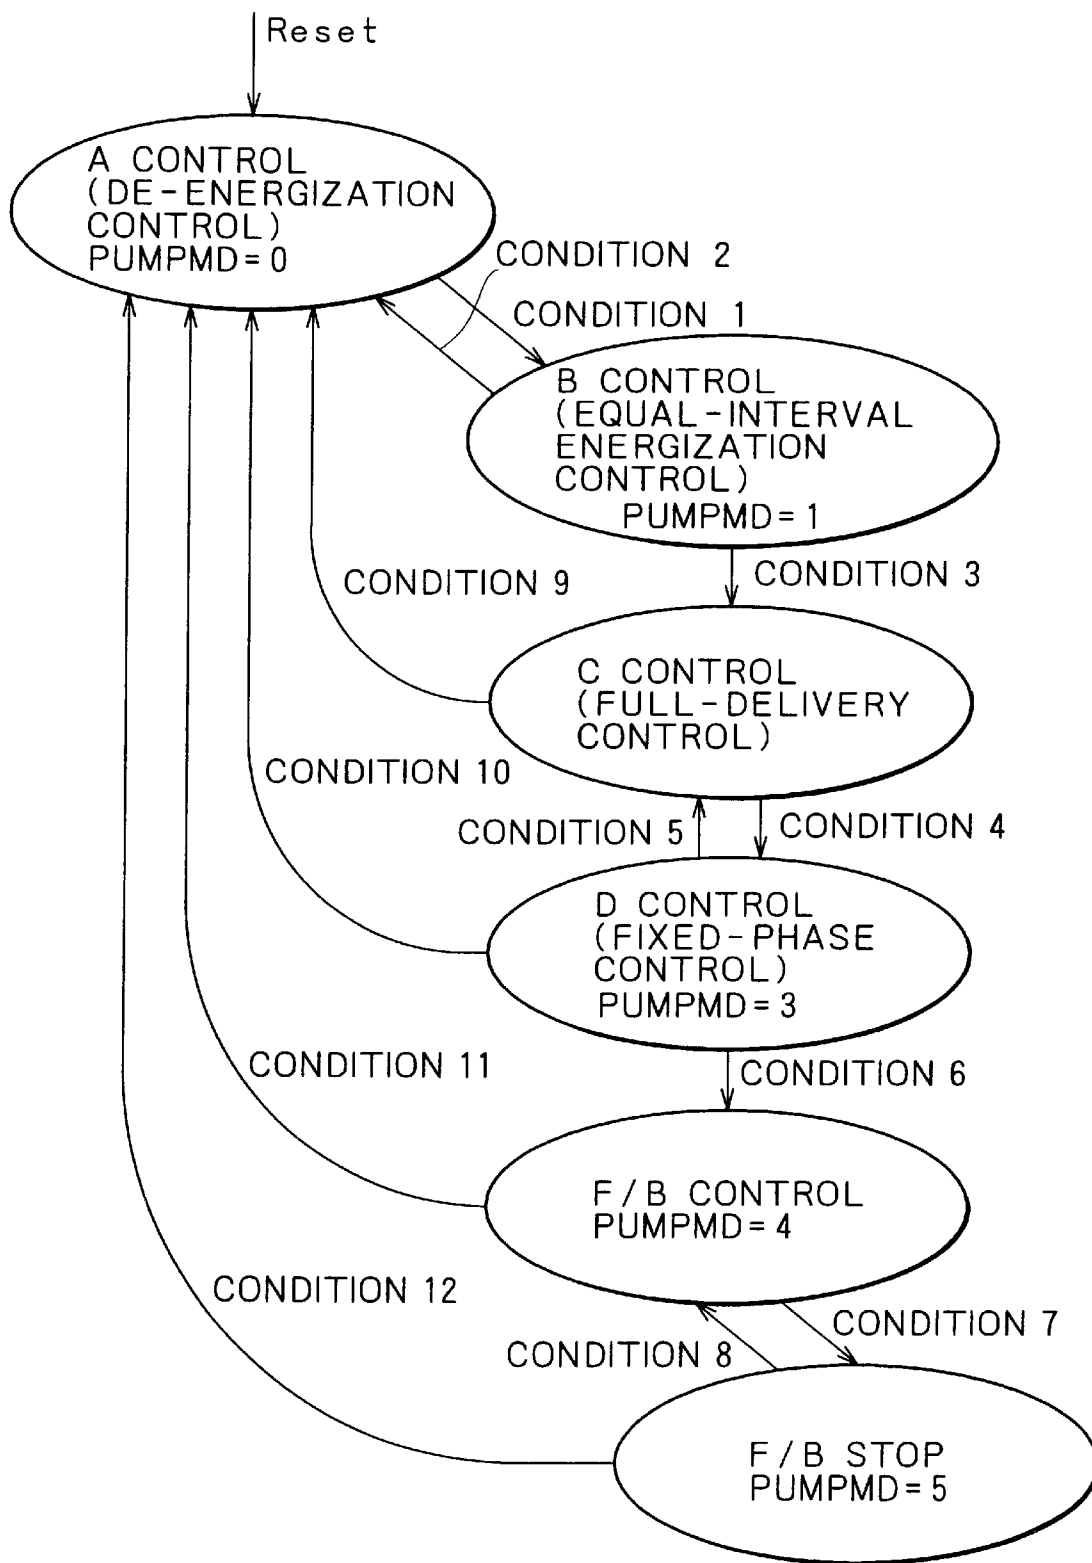 Reset
A CONTROL
(DE-ENERGIZATION
CONTROL)
PUMPMD=0
CONDITION 2
CONDITION 1
B CONTROL
(EQUAL-INTERVAL
ENERGIZATION
CONTROL)
PUMPMD=1
CONDITION 9
CONDITION 3
C CONTROL
(FULL-DELIVERY
CONTROL)
CONDITION 10
CONDITION 5
CONDITION 4
D CONTROL
(FIXED-PHASE
CONTROL)
PUMPMD=3
CONDITION 11
CONDITION 6
F/B CONTROL
PUMPMD=4
CONDITION 12
CONDITION 8
CONDITION 7
F/B STOP
PUMPMD=5